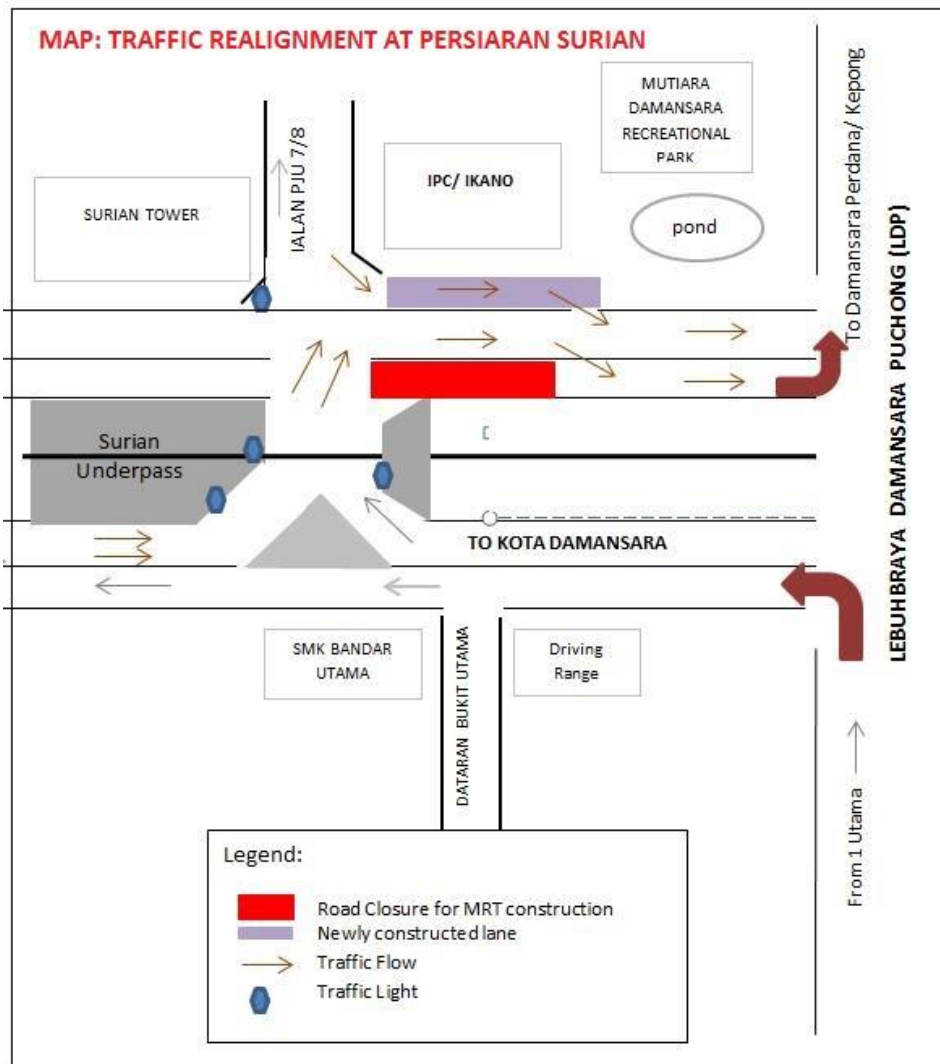 MAP: TRAFFIC REALIGNMENT AT PERSIARAN SURIAN
MUTIARA
DAMANSARA
RECREATIONAL
PARK
To Damansara Perdana/ Kepong
JALAN PJU 7/8
IPC/ IKANO
SURIAN TOWER
pond
LEBUHBRAYA DAMANSARA PUCHONG (LDP)
Surian
Underpass
TO KOTA DAMANSARA
SMK BANDAR
UTAMA
DATARAN BUKIT UTAMA
Driving
Range
From 1 Utama
Legend:
Road Closure for MRT construction
Newly constructed lane
Traffic Flow
Traffic Light